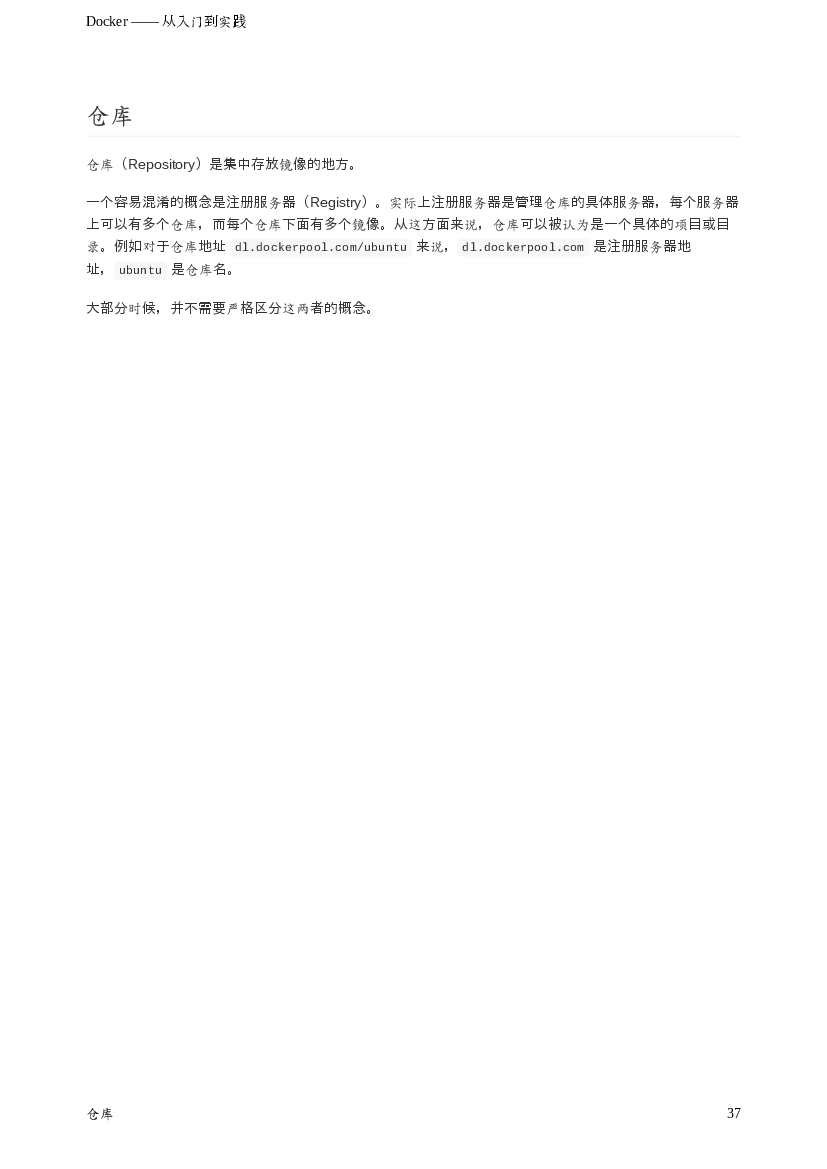 Docker —— 从入门到实践
仓库
仓库（Repository）是集中存放镜像的地方。
一个容易混淆的概念是注册服务器（Registry）。实际上注册服务器是管理仓库的具体服务器，每个服务器
上可以有多个仓库，而每个仓库下面有多个镜像。从这方面来说，仓库可以被认为是一个具体的项目或目
录。例如对于仓库地址 dl.dockerpool.com/ubuntu 来说， dl.dockerpool.com 是注册服务器地
址， ubuntu 是仓库名。
大部分时候，并不需要严格区分这两者的概念。
仓库 37